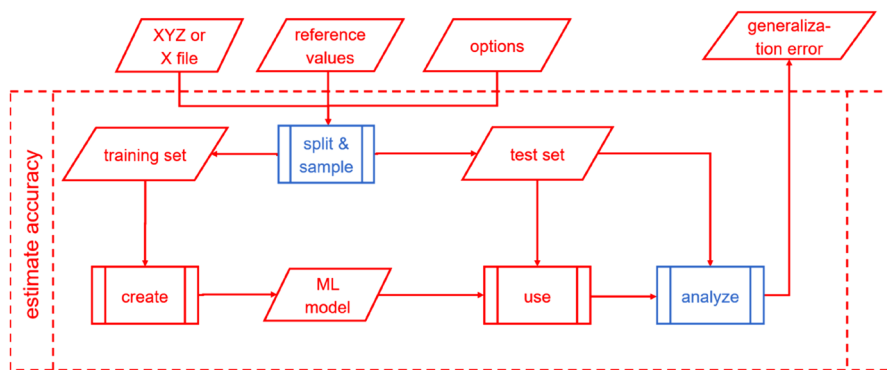 XYZ or
X file
reference
values
options
generaliza-
tion error
estimate accuracy
training set
split &
sample
test set
create
ML
model
use
analyze